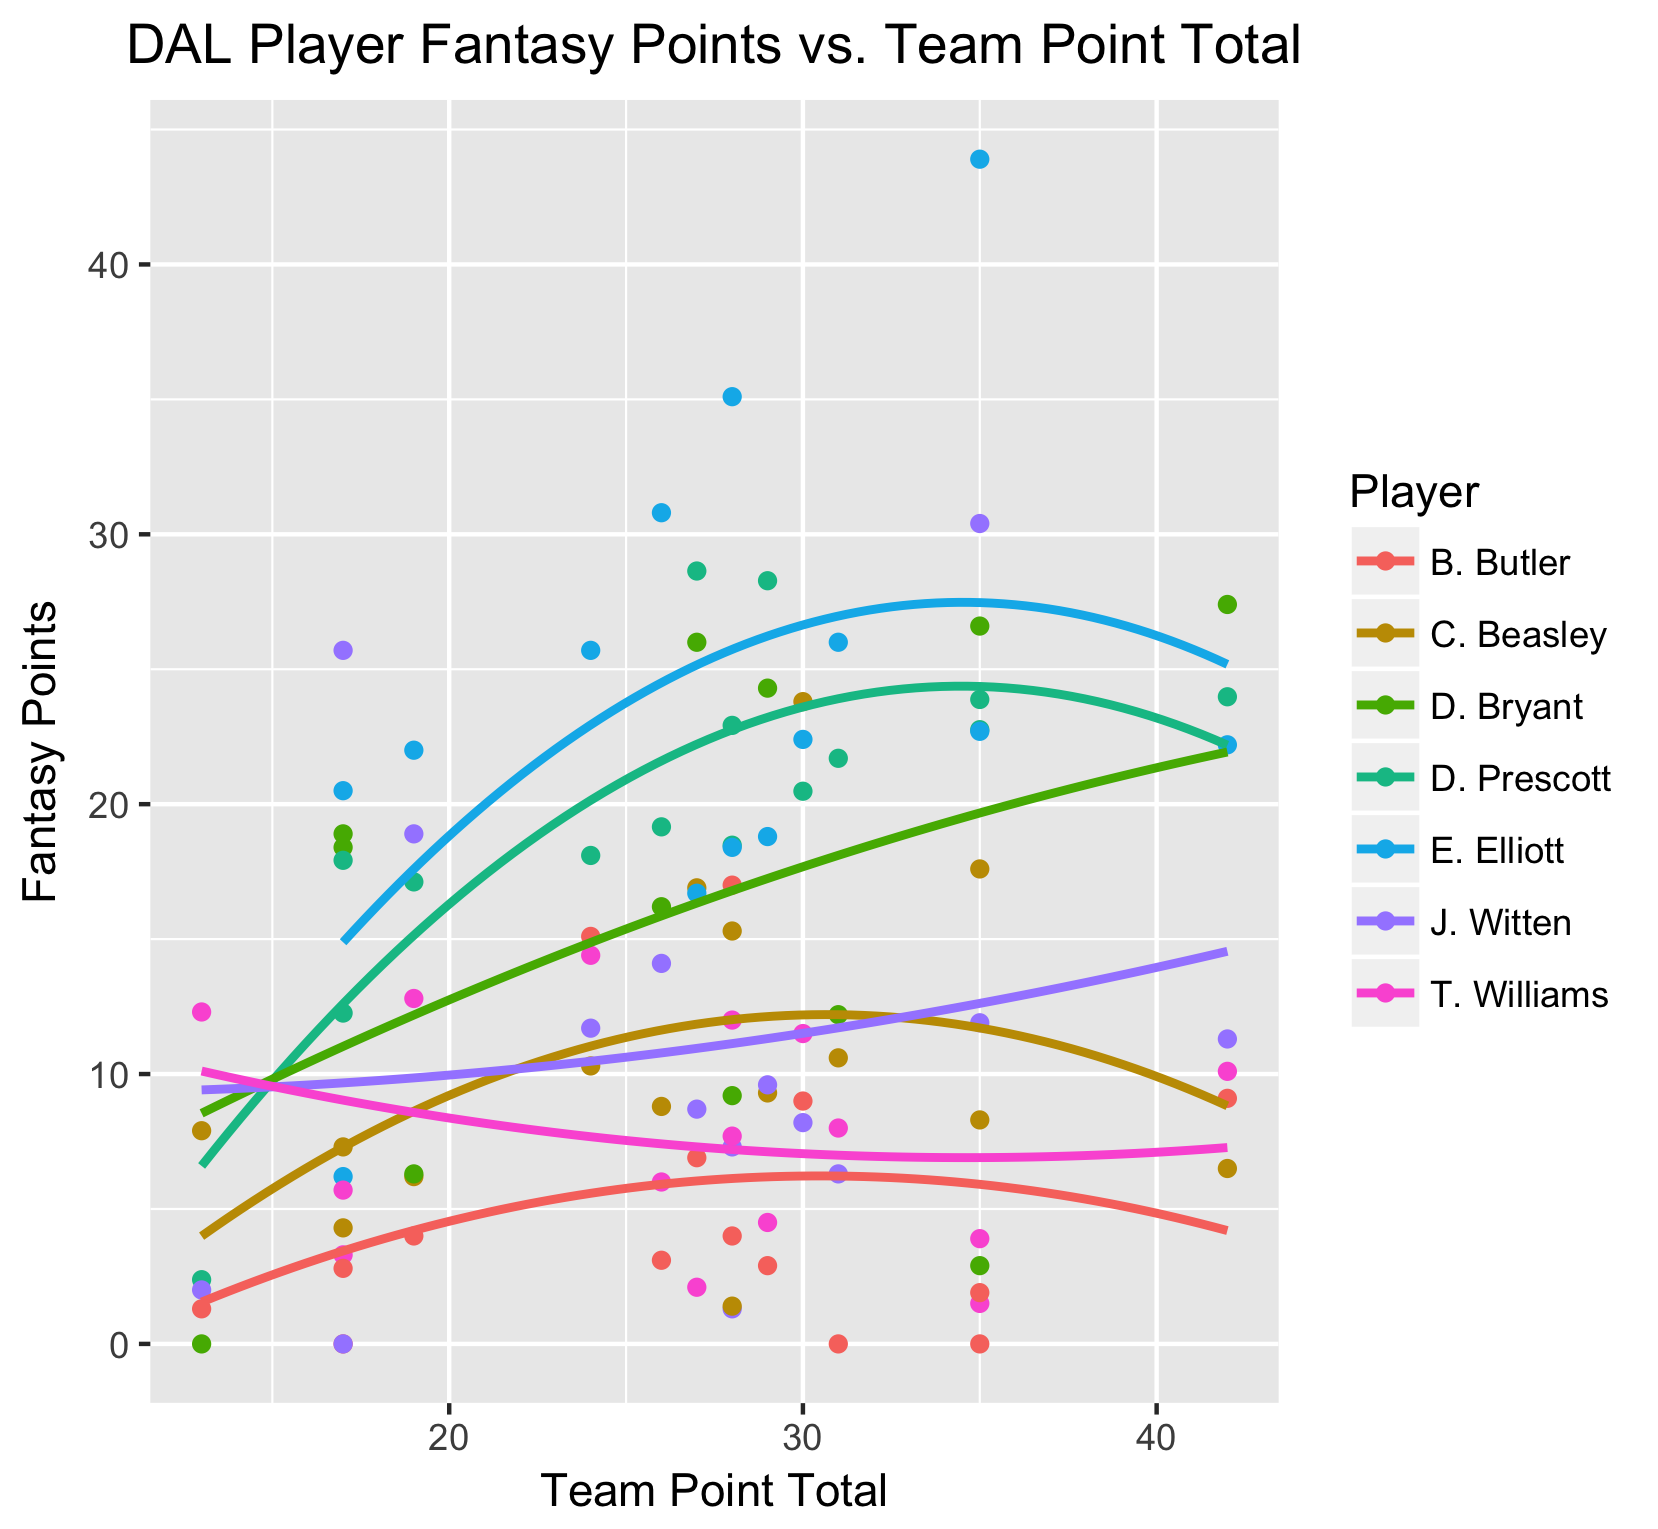 DAL Player Fantasy Points vs. Team Point Total
40
30
20
10
0
Fantasy Points
20 30 40
Team Point Total
Player
B. Butler
C. Beasley
D. Bryant
D. Prescott
E. Elliott
J. Witten
T. Williams